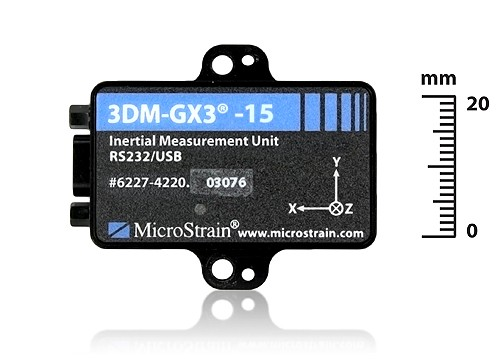 3DM-GX3® -15
Inertial Measurement Unit
RS232/USB
#6227-4220. 03076
Y
X Z
MicroStrain® www.microstrain.com
mm
20
0